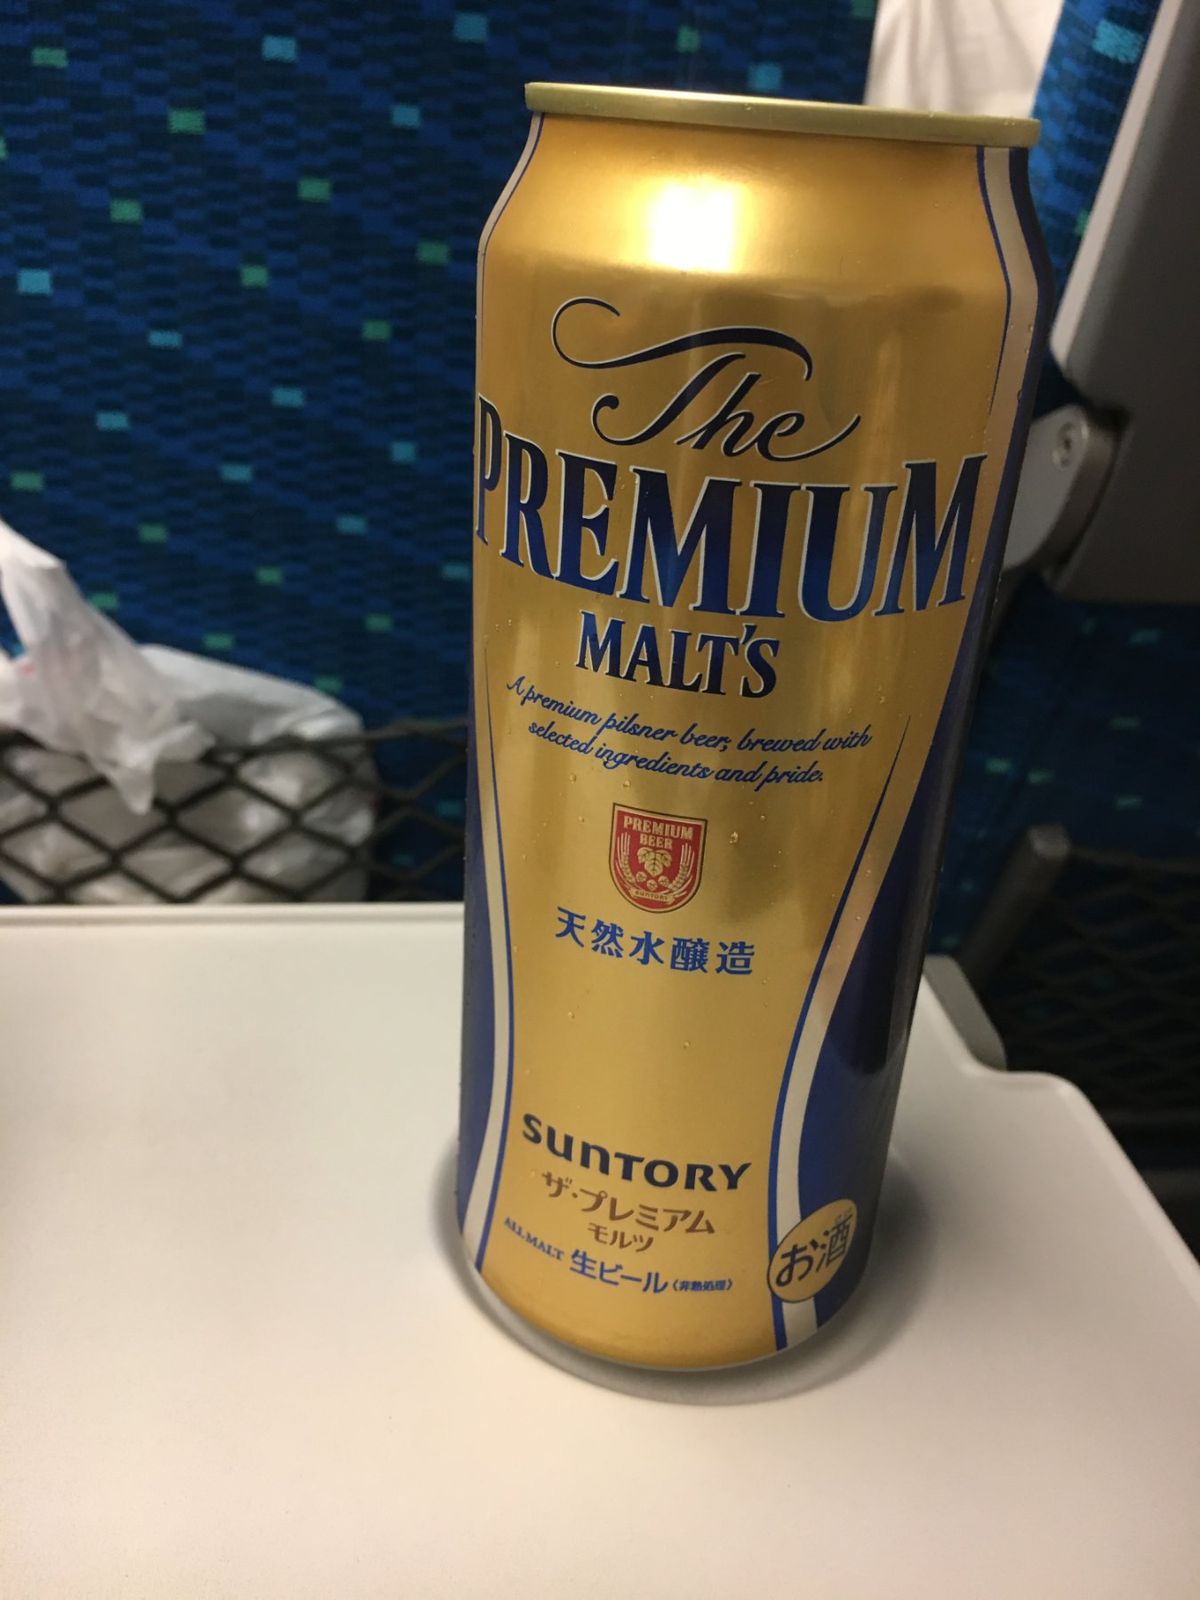 The
PREMIUM
MALT'S
A premium pilsner beer, brewed with
selected ingredients and pride.
PREMIUM
BEER
SUNTORY
天然水醸造
SUNTORY
ザ・プレミアム
モルツ
ALL MALT 生ビール〈非熱処理〉
お酒